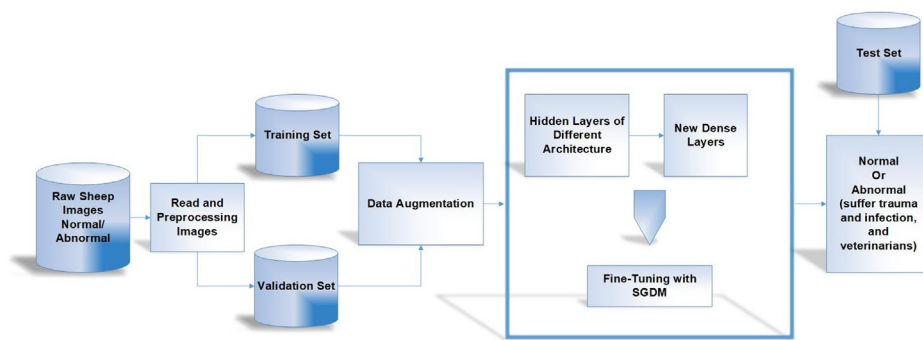 Raw Sheep
Images
Normal/
Abnormal
Read and
Preprocessing
Images
Training Set
Validation Set
Data Augmentation
Hidden Layers of
Different
Architecture
New Dense
Layers
Fine-Tuning with
SGDM
Test Set
Normal
Or
Abnormal
(suffer trauma
and infection,
and
veterinarians)